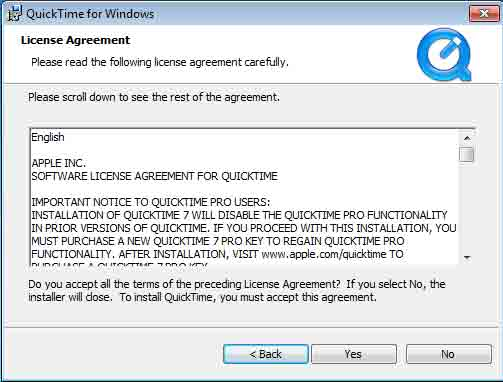 QuickTime for Windows
License Agreement
Please read the following license agreement carefully.
Please scroll down to see the rest of the agreement.
English
APPLE INC.
SOFTWARE LICENSE AGREEMENT FOR QUICKTIME
IMPORTANT NOTICE TO QUICKTIME PRO USERS:
INSTALLATION OF QUICKTIME 7 WILL DISABLE THE QUICKTIME PRO FUNCTIONALITY
IN PRIOR VERSIONS OF QUICKTIME. IF YOU PROCEED WITH THIS INSTALLATION, YOU
MUST PURCHASE A NEW QUICKTIME 7 PRO KEY TO REGAIN QUICKTIME PRO
FUNCTIONALITY. AFTER INSTALLATION, VISIT www.apple.com/quicktime TO
PURCHASE A QUICKTIME 7 PRO KEY.
Do you accept all the terms of the preceding License Agreement? If you select No, the
installer will close. To install QuickTime, you must accept this agreement.
< Back Yes No